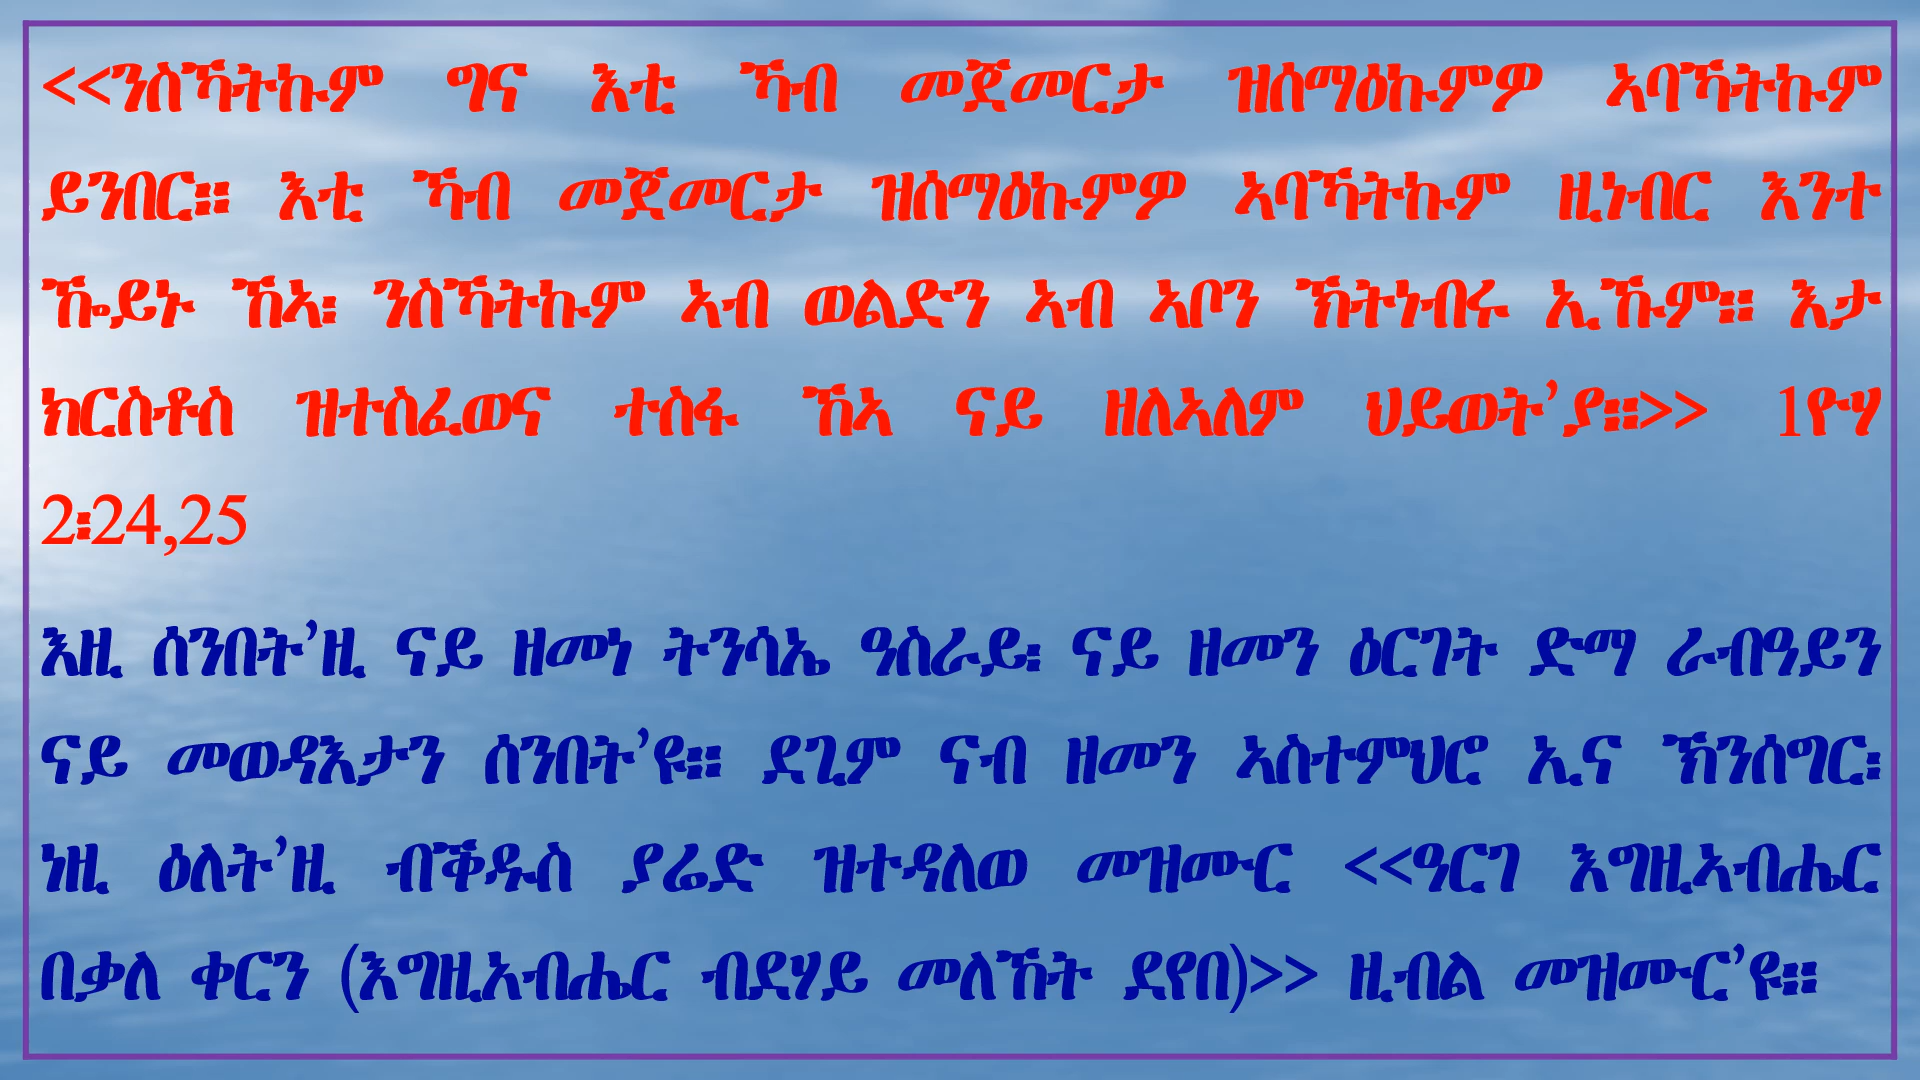 <<ንስኻትኩም ግና እቲ ኻብ መጀመርታ ዝሰማዕኩምዎ ኣባኻትኩም
ይንበር። እቲ ኻብ መጀመርታ ዝሰማዕኩምዎ ኣባኻትኩም ዚነብር እንተ
ዀይኑ ኸኣ፡ ንስኻትኩም ኣብ ወልድን ኣብ ኣቦን ኽትነብሩ ኢኹም። እታ
ክርስቶስ ዝተስፈወና ተስፋ ኸኣ ናይ ዘለኣለም ህይወት’ያ።>> 1ዮሃ
2፡24,25
እዚ ሰንበት’ዚ ናይ ዘመነ ትንሳኤ ዓስራይ፡ ናይ ዘመን ዕርገት ድማ ራብዓይን
ናይ መወዳእታን ሰንበት’ዩ። ደጊም ናብ ዘመን ኣስተምህሮ ኢና ኽንሰግር፡
ነዚ ዕለት’ዚ ብቕዱስ ያሬድ ዝተዳለወ መዝሙር <<ዓርገ እግዚኣብሔር
በቃለ ቀርን (እግዚኣብሔር ብደሃይ መለኸት ደየበ)>> ዚብል መዝሙር’ዩ።